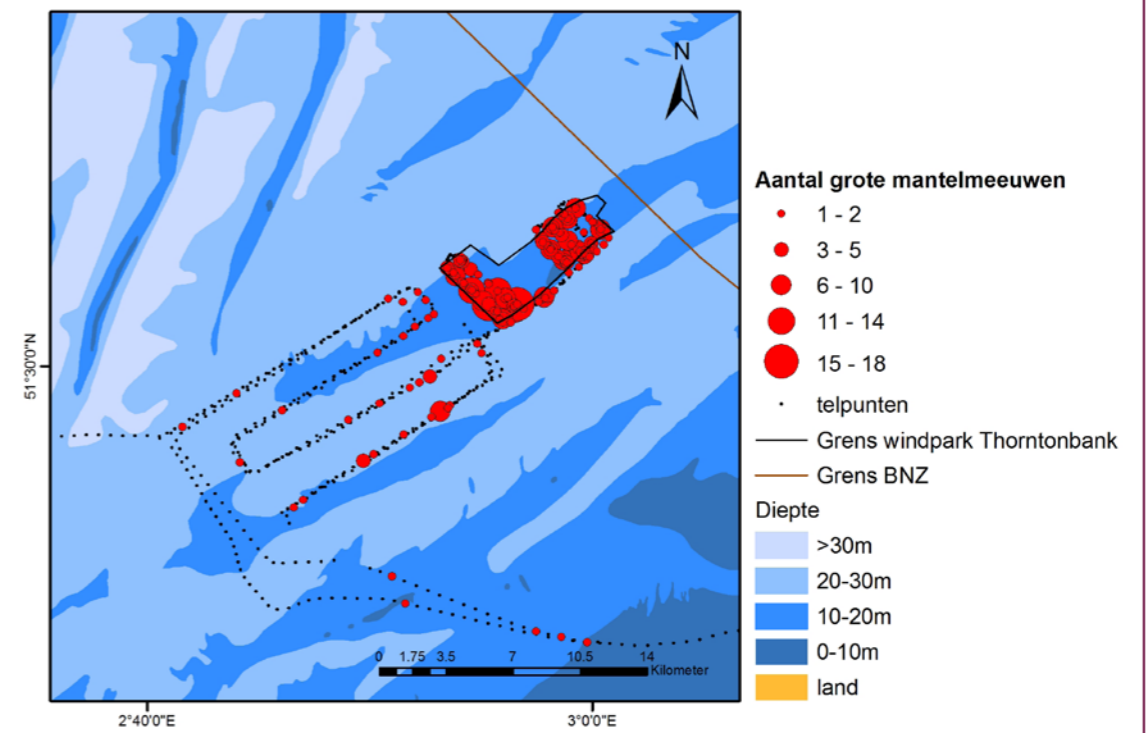 N
51°30'0"N
0 1.75 3.5 7 10.5 14
Kilometer
2°40'0"E 3°0'0"E
Aantal grote mantelmeeuwen
1 - 2
3 - 5
6 - 10
11 - 14
15 - 18
telpunten
Grens windpark Thorntonbank
Grens BNZ
Diepte
>30m
20-30m
10-20m
0-10m
land